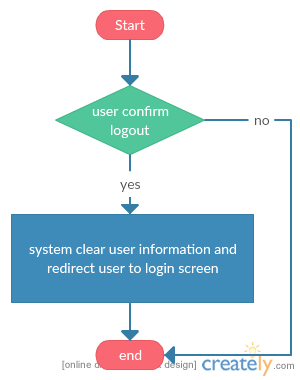 Start
user confirm
logout
no
yes
system clear user information and
redirect user to login screen
end
[online design]
creately.com